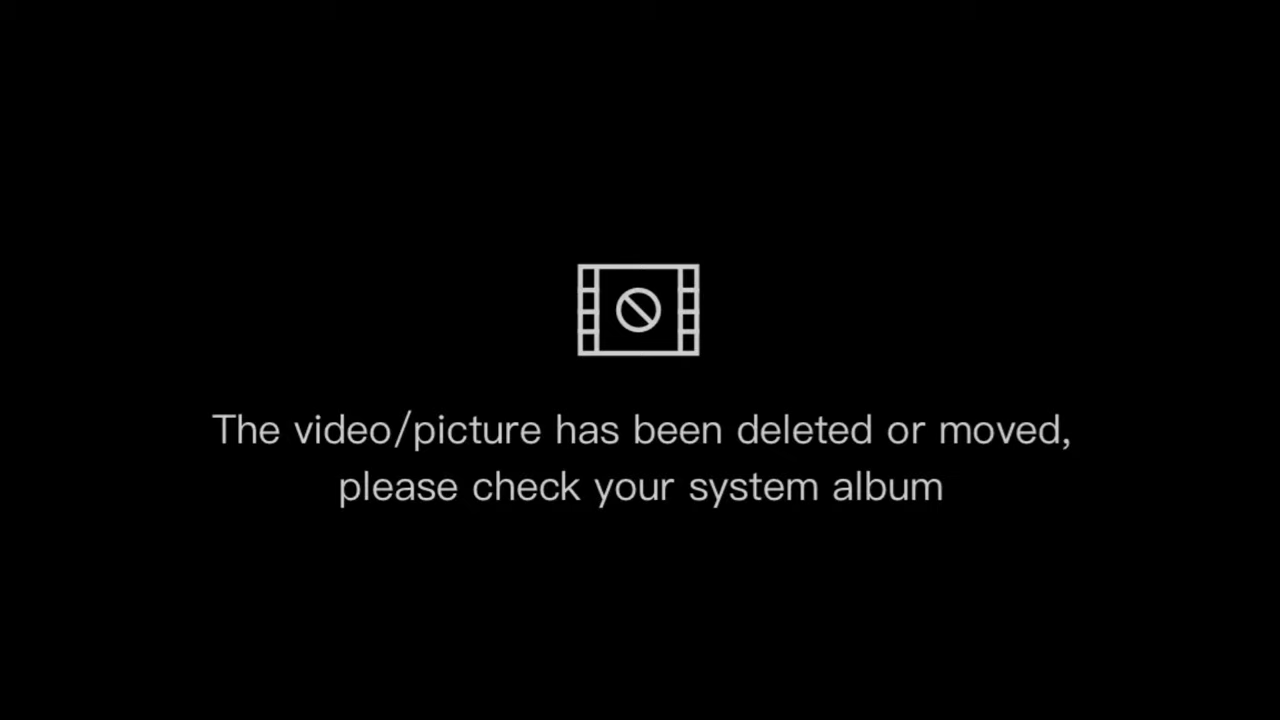 The video/picture has been deleted or moved,
please check your system album